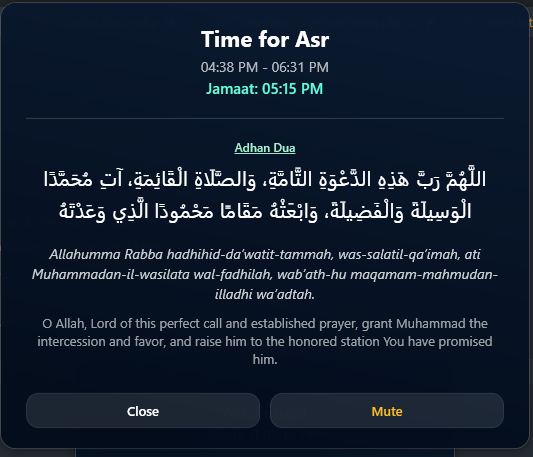 Time for Asr
04:38 PM - 06:31 PM
Jamaat: 05:15 PM
Adhan Dua
اللَّهُمَّ رَبَّ هَذِهِ الدَّعْوَةِ التَّامَّةِ، وَالصَّلَاةِ الْقَائِمَةِ، آتِ مُحَمَّدًا
الْوَسِيلَةَ وَالْفَضِيلَةَ، وَابْعَثْهُ مَقَامًا مَحْمُودًا الَّذِي وَعَدْتَهُ
Allahumma Rabba hadhihid-da’watit-tammah, was-salatil-qa’imah, ati
Muhammadan-il-wasilata wal-fadhilah, wab’ath-hu maqamam-mahmudan-
illadhi wa’adtah.
O Allah, Lord of this perfect call and established prayer, grant Muhammad the
intercession and favor, and raise him to the honored station You have promised
him.
Close
Mute